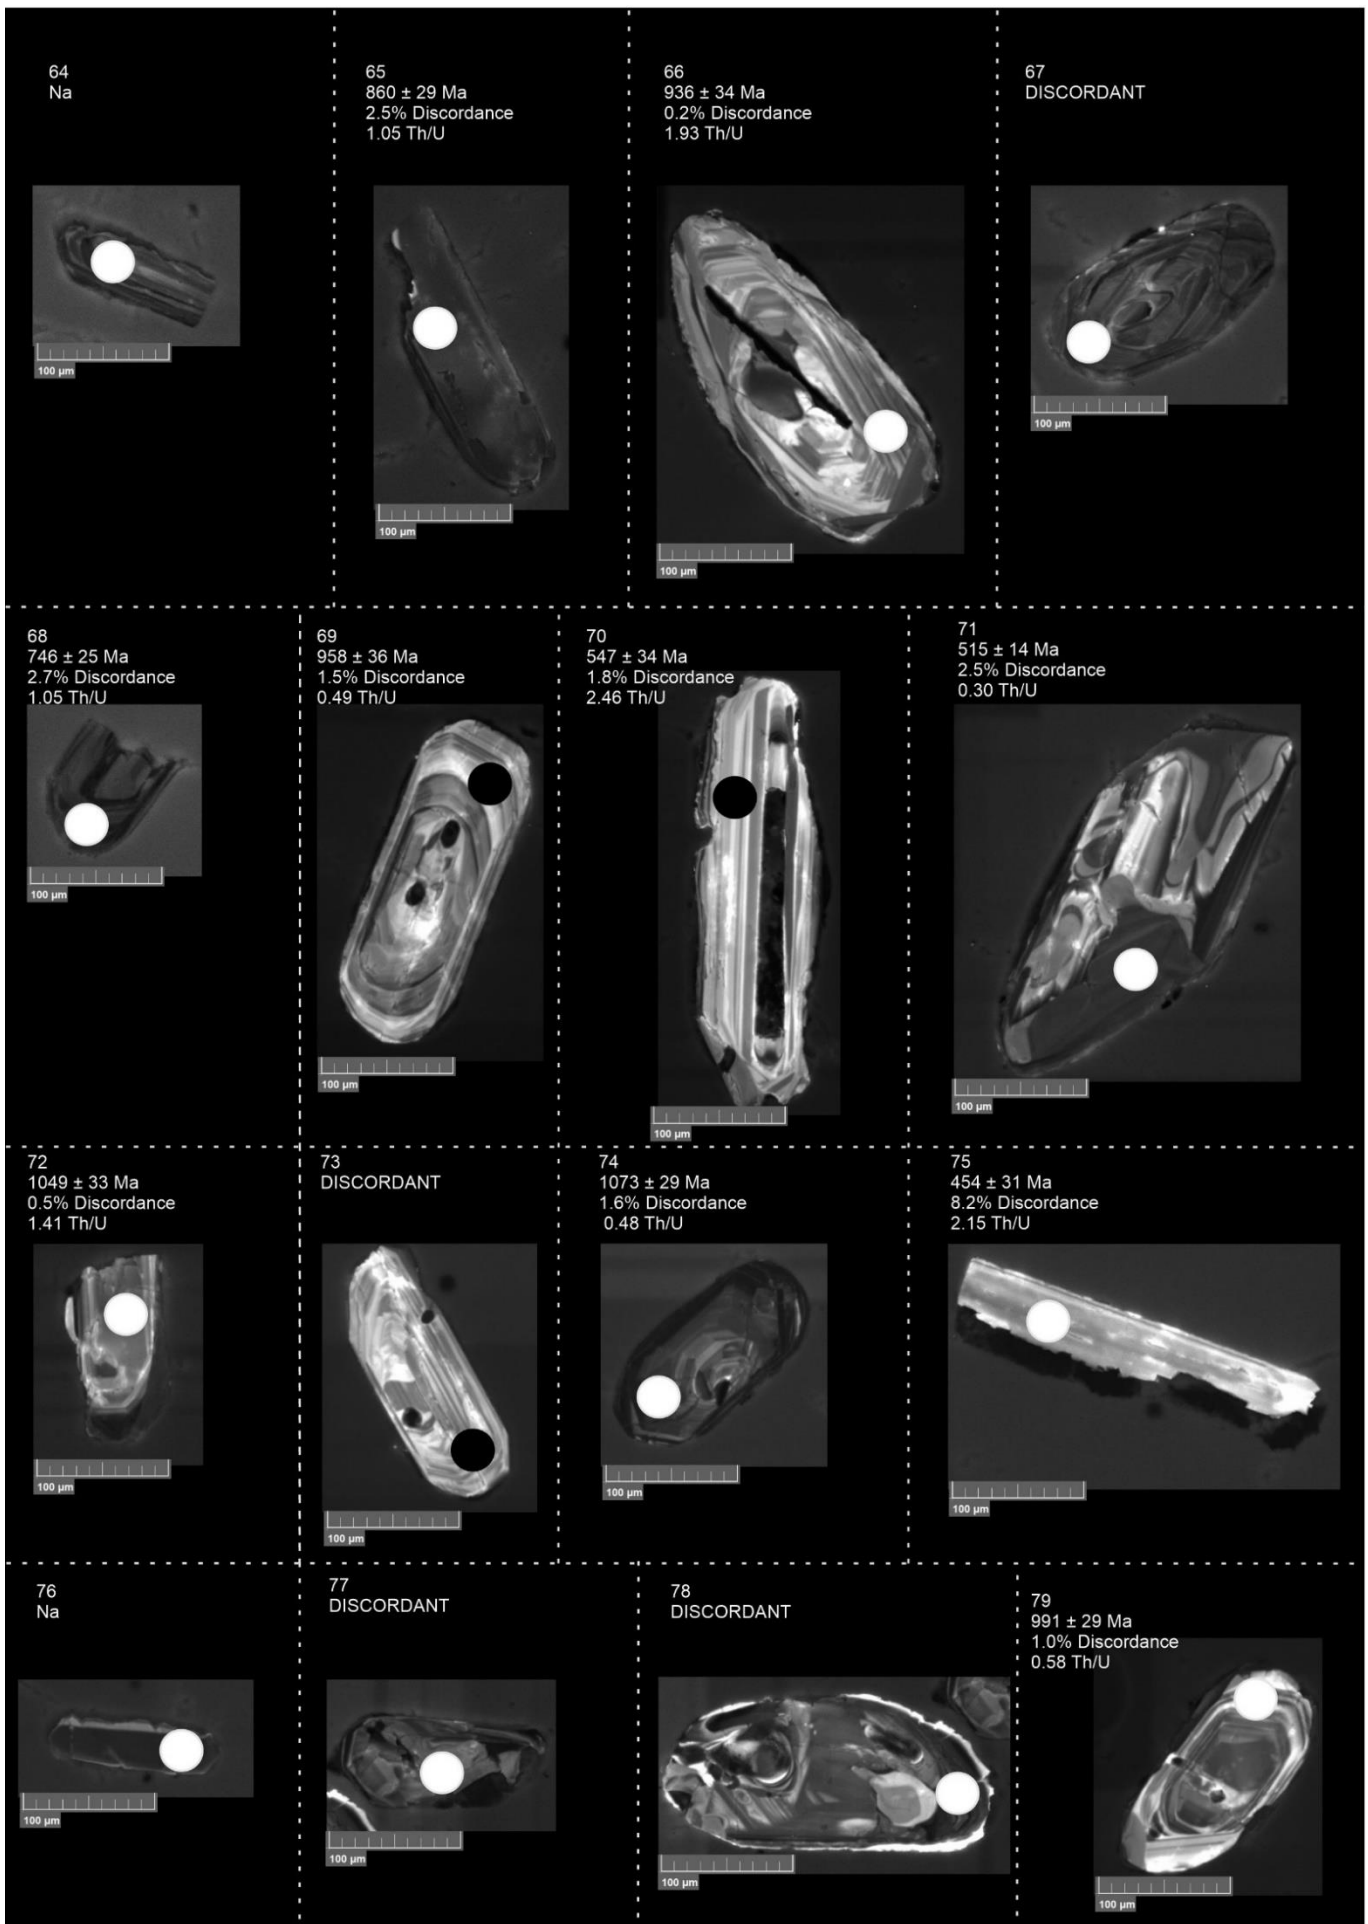 64
Na
65
860 ± 29 Ma
2.5% Discordance
1.05 Th/U
66
936 ± 34 Ma
0.2% Discordance
1.93 Th/U
67
DISCORDANT
100 µm
100 µm
100 µm
100 µm
68
746 ± 25 Ma
2.7% Discordance
1.05 Th/U
69
958 ± 36 Ma
1.5% Discordance
0.49 Th/U
70
547 ± 34 Ma
1.8% Discordance
2.46 Th/U
71
515 ± 14 Ma
2.5% Discordance
0.30 Th/U
100 µm
100 µm
100 µm
100 µm
72
1049 ± 33 Ma
0.5% Discordance
1.41 Th/U
73
DISCORDANT
74
1073 ± 29 Ma
1.6% Discordance
0.48 Th/U
75
454 ± 31 Ma
8.2% Discordance
2.15 Th/U
100 µm
100 µm
100 µm
100 µm
76
Na
77
DISCORDANT
78
DISCORDANT
79
991 ± 29 Ma
1.0% Discordance
0.58 Th/U
100 µm
100 µm
100 µm
100 µm